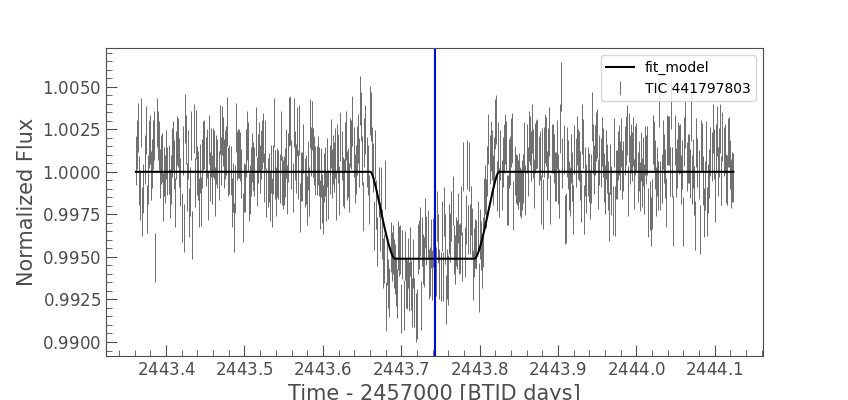 fit_model
TIC 441797803
1.0050
1.0025
1.0000
0.9975
0.9950
0.9925
0.9900
Normalized Flux
2443.4 2443.5 2443.6 2443.7 2443.8 2443.9 2444.0 2444.1
Time - 2457000 [BTJD days]